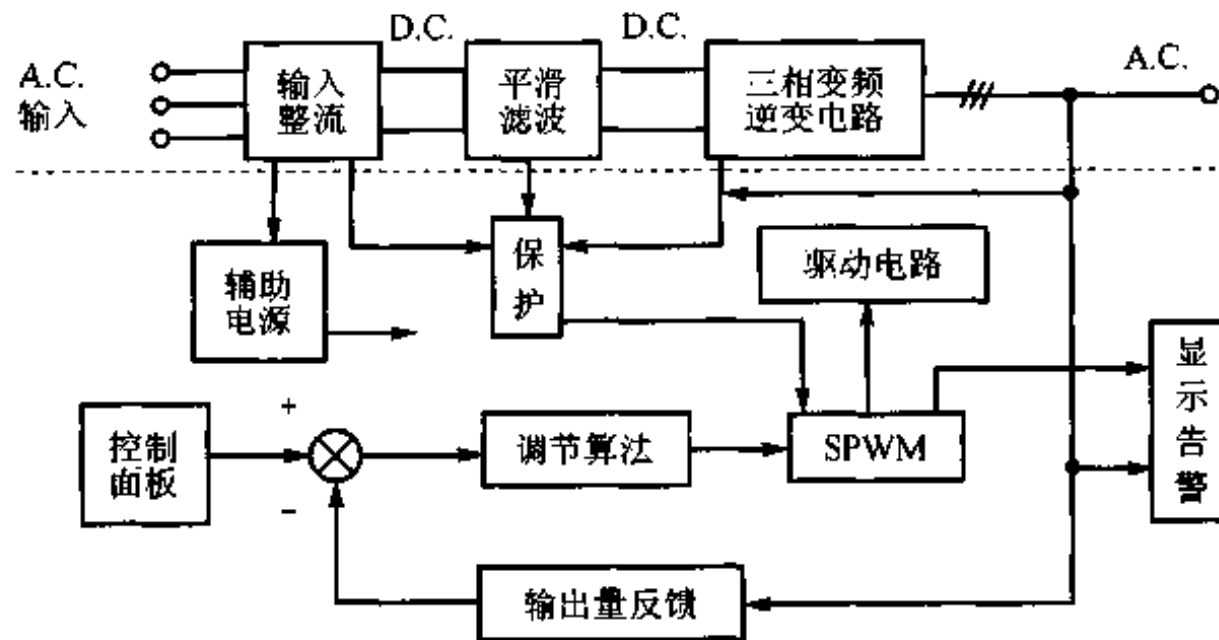 D.C.
D.C.
A.C.
A.C.
输入
输入
整流
平滑
滤波
三相变频
逆变电路
辅助
电源
保
护
驱动电路
显
示
告
警
+
控制
面板
调节算法
SPWM
−
输出量反馈